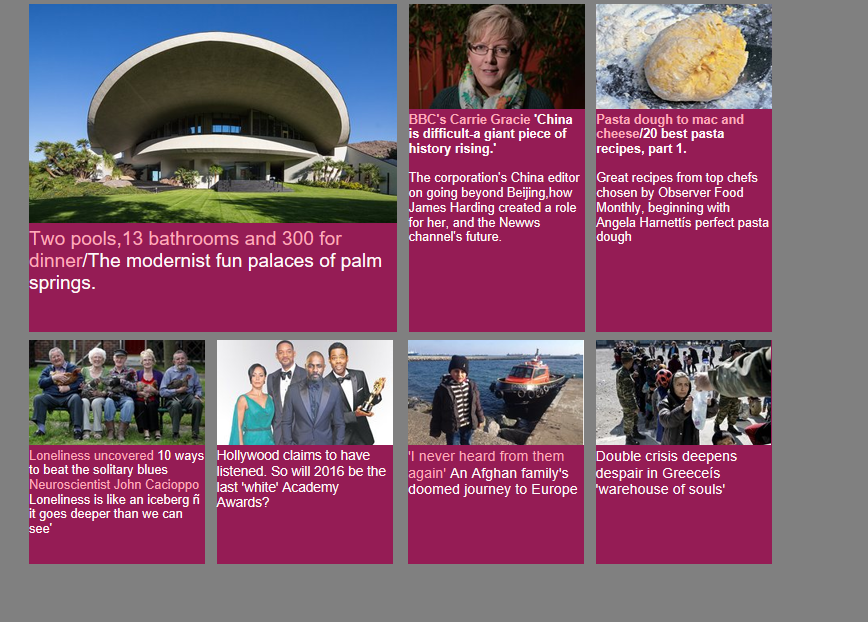 Two pools,13 bathrooms and 300 for
dinner/The modernist fun palaces of palm
springs.
BBC's Carrie Gracie 'China
is difficult-a giant piece of
history rising.'
The corporation's China editor
on going beyond Beijing,how
James Harding created a role
for her, and the Newws
channel's future.
Pasta dough to mac and
cheese/20 best pasta
recipes, part 1.
Great recipes from top chefs
chosen by Observer Food
Monthly, beginning with
Angela Harnettís perfect pasta
dough
Loneliness uncovered 10 ways
to beat the solitary blues
Neuroscientist John Cacioppo
Loneliness is like an iceberg ñ
it goes deeper than we can
see'
Hollywood claims to have
listened. So will 2016 be the
last 'white' Academy
Awards?
'I never heard from them
again' An Afghan family's
doomed journey to Europe
Double crisis deepens
despair in Greeceís
'warehouse of souls'